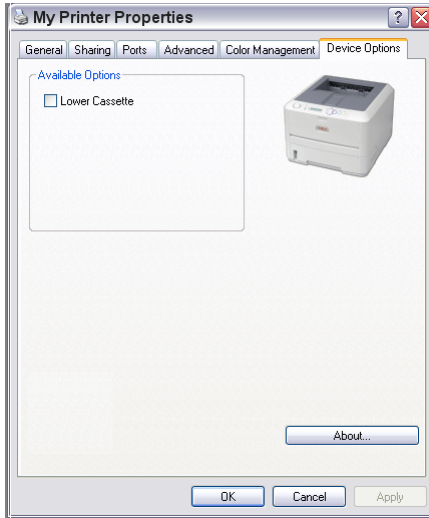 My Printer Properties
General Sharing Ports Advanced Color Management Device Options
Available Options
Lower Cassette
About...
OK Cancel Apply